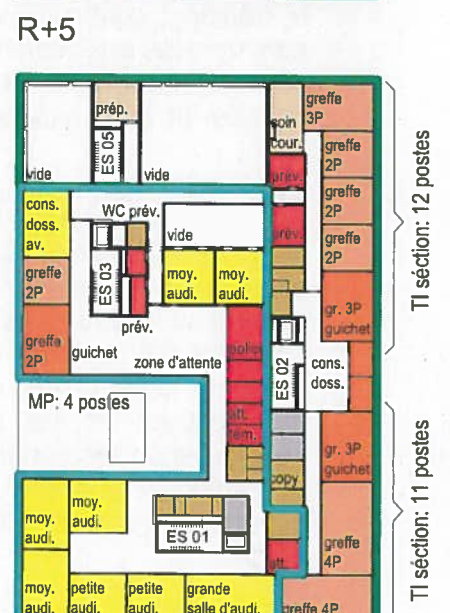 R+5
prép.
greffe
3P
soin
cour.
ES 05
vide
vide
prév.
greffe
2P
greffe
2P
greffe
2P
TI séction: 12 postes
cons.
doss.
av.
WC prév.
vide
prév.
greffe
2P
ES 03
moy.
audi.
moy.
audi.
prév.
gr. 3P
guichet
greffe
2P
guichet
zone d'attente
police
ES 02
cons.
doss.
MP: 4 postes
att.
tém.
gr. 3P
guichet
copy
TI séction: 11 postes
moy.
audi.
moy.
audi.
ES 01
att.
greffe
4P
moy.
audi.
petite
audi.
petite
audi.
grande
salle d'audi.
greffe 4P